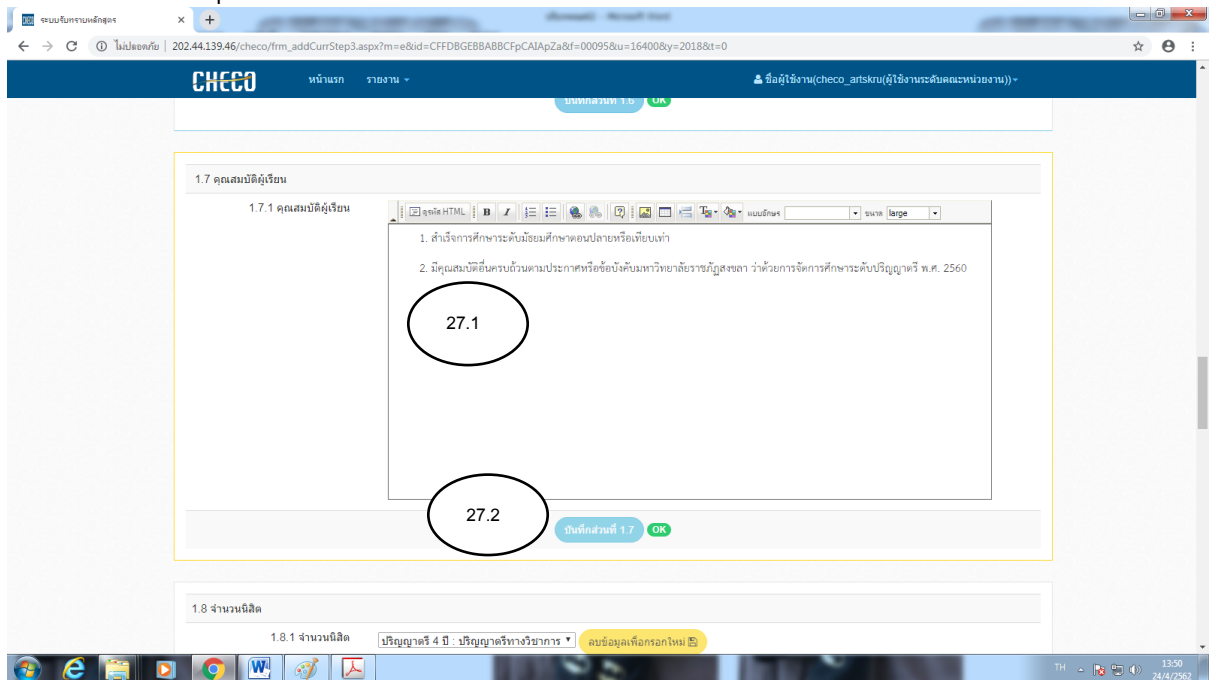 ระบบรับทราบหลักสูตร
ไม่ปลอดภัย | 202.44.139.46/checo/frm_addCurrStep3.aspx?m=e&id=CFFDBGEBBABBCFpCAIApZa&f=00095&u=16400&y=2018&t=0
CHECO หน้าแรก รายงาน ชื่อผู้ใช้งาน(checo_artskru(ผู้ใช้งานระดับคณะหน่วยงาน))
บันทึกส่วนที่ 1.6 OK
1.7 คุณสมบัติผู้เรียน
1.7.1 คุณสมบัติผู้เรียน
ดูรหัส HTML B I แบบอักษร ขนาด large
1. สำเร็จการศึกษาระดับมัธยมศึกษาตอนปลายหรือเทียบเท่า
2. มีคุณสมบัติอื่นครบถ้วนตามประกาศหรือข้อบังคับมหาวิทยาลัยราชภัฏสงขลา ว่าด้วยการจัดการศึกษาระดับปริญญาตรี พ.ศ. 2560
27.1
27.2
บันทึกส่วนที่ 1.7 OK
1.8 จำนวนนิสิต
1.8.1 จำนวนนิสิต ปริญญาตรี 4 ปี : ปริญญาตรีทางวิชาการ ลบข้อมูลเพื่อกรอกใหม่
TH 13:50
24/4/2562